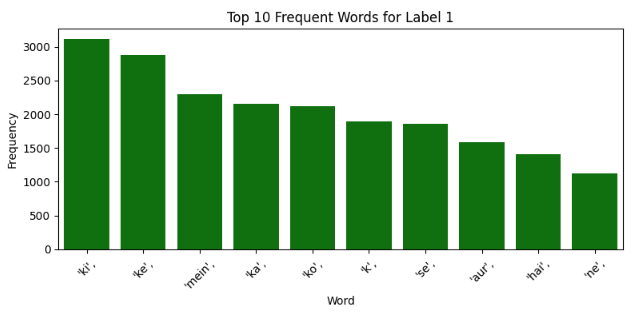 Top 10 Frequent Words for Label 1
3000
2500
2000
1500
1000
500
0
Frequency
'ki', 'ke', 'mein', 'ka', 'ko', 'k', 'se', 'aur', 'hai', 'ne',
Word